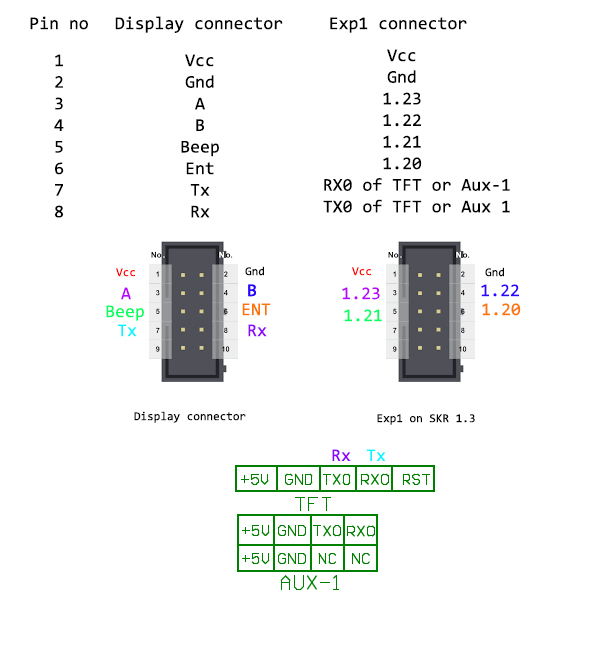 Pin no Display connector Exp1 connector
1 Vcc Vcc
2 Gnd Gnd
3 A 1.23
4 B 1.22
5 Beep 1.21
6 Ent 1.20
7 Tx RX0 of TFT or Aux-1
8 Rx TX0 of TFT or Aux 1
No. No. No. No.
Vcc 1 2 Gnd Vcc 1 2 Gnd
A 3 4 B 1.23 3 4 1.22
Beep 5 6 ENT 1.21 5 6 1.20
Tx 7 8 Rx 7 8
9 10 9 10
Display connector Exp1 on SKR 1.3
Rx Tx
+5V GND TX0 RX0 RST
TFT
+5V GND TX0 RX0
+5V GND NC NC
AUX-1